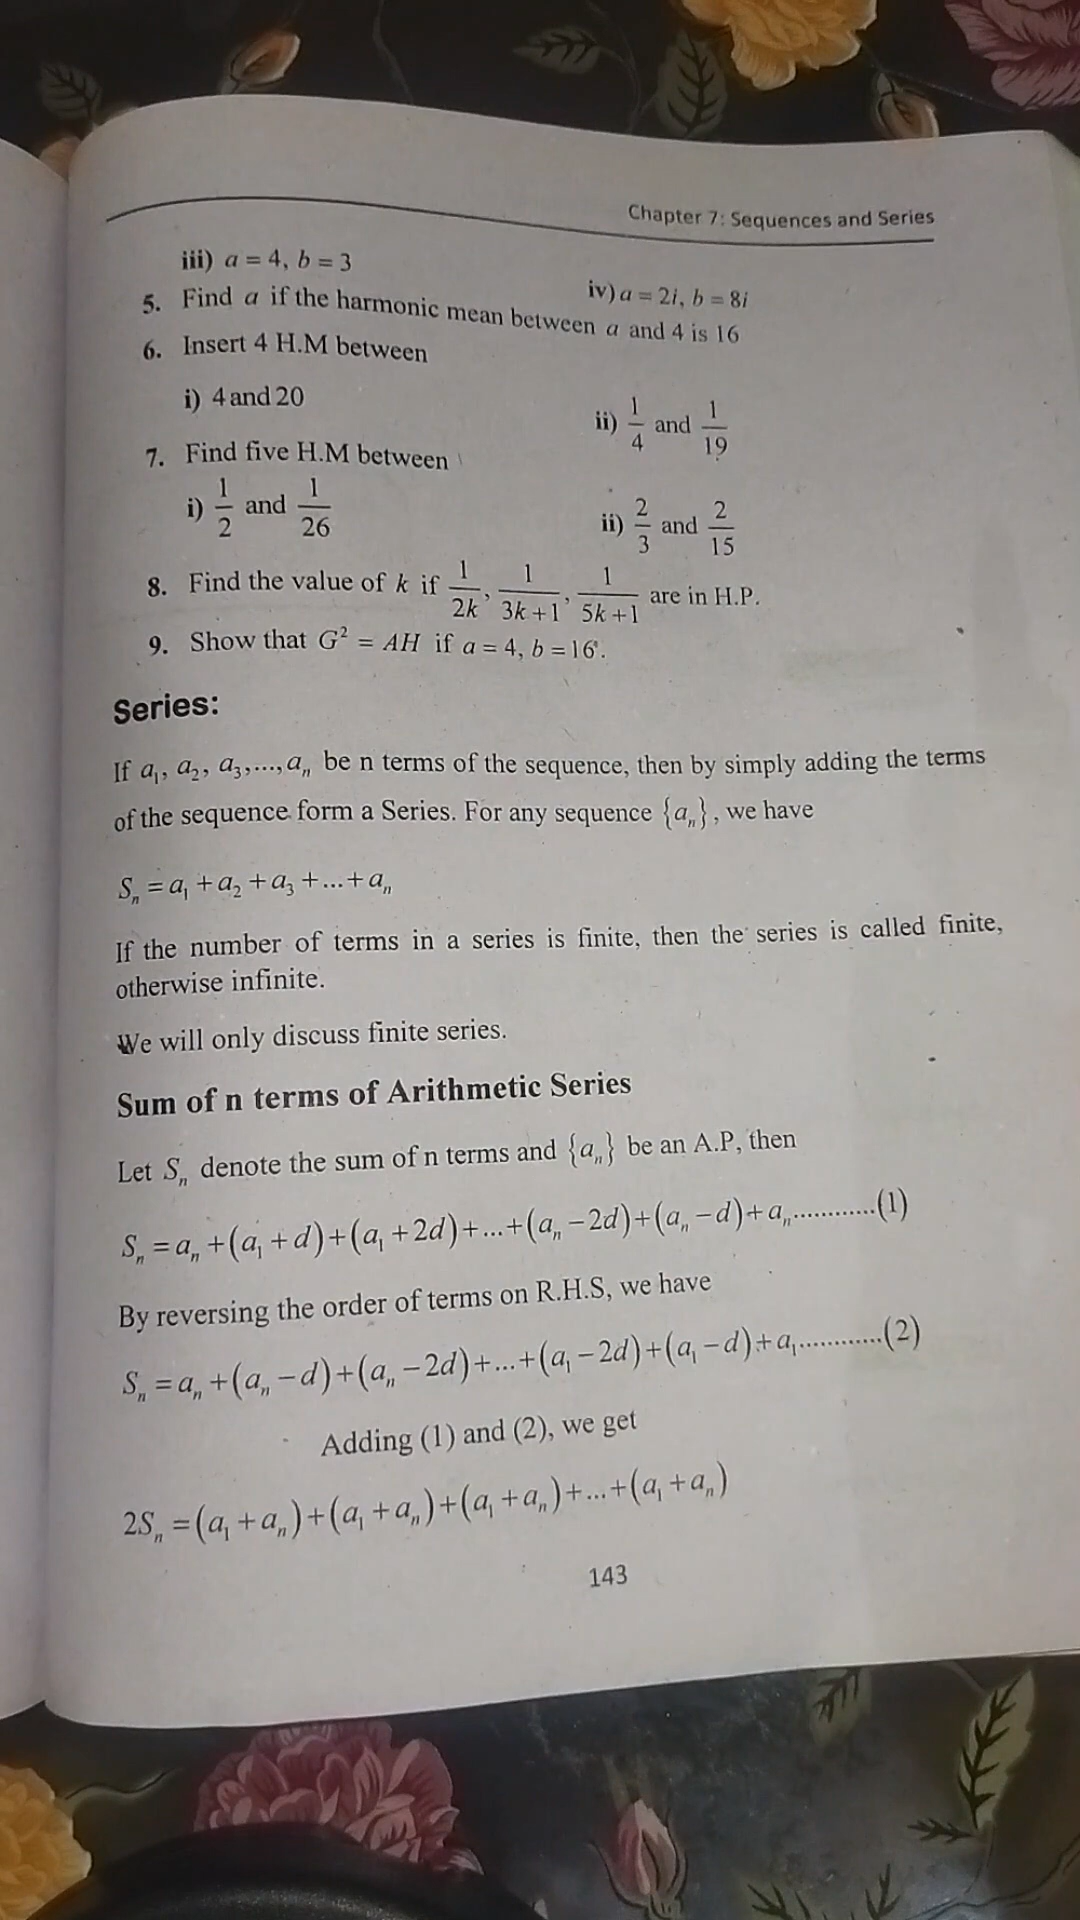 Chapter 7: Sequences and Series
iii) a = 4, b = 3
iv) a = 2i, b = 8i
5. Find a if the harmonic mean between a and 4 is 16
6. Insert 4 H.M between
i) 4 and 20
ii) 1/4 and 1/19
7. Find five H.M between
i) 1/2 and 1/26
ii) 2/3 and 2/15
8. Find the value of k if 1/2k, 1/3k+1, 1/5k+1 are in H.P.
9. Show that G² = AH if a = 4, b = 16.
Series:
If a₁, a₂, a₃,..., aₙ be n terms of the sequence, then by simply adding the terms
of the sequence form a Series. For any sequence {aₙ}, we have
Sₙ = a₁ + a₂ + a₃ + ... + aₙ
If the number of terms in a series is finite, then the series is called finite,
otherwise infinite.
We will only discuss finite series.
Sum of n terms of Arithmetic Series
Let Sₙ denote the sum of n terms and {aₙ} be an A.P, then
Sₙ = aₙ + (a₁ + d) + (a₁ + 2d) + ... + (aₙ − 2d) + (aₙ − d) + aₙ............(1)
By reversing the order of terms on R.H.S, we have
Sₙ = aₙ + (aₙ − d) + (aₙ − 2d) + ... + (a₁ − 2d) + (a₁ − d) + a₁............(2)
Adding (1) and (2), we get
2Sₙ = (a₁ + aₙ) + (a₁ + aₙ) + (a₁ + aₙ) + ... + (a₁ + aₙ)
143